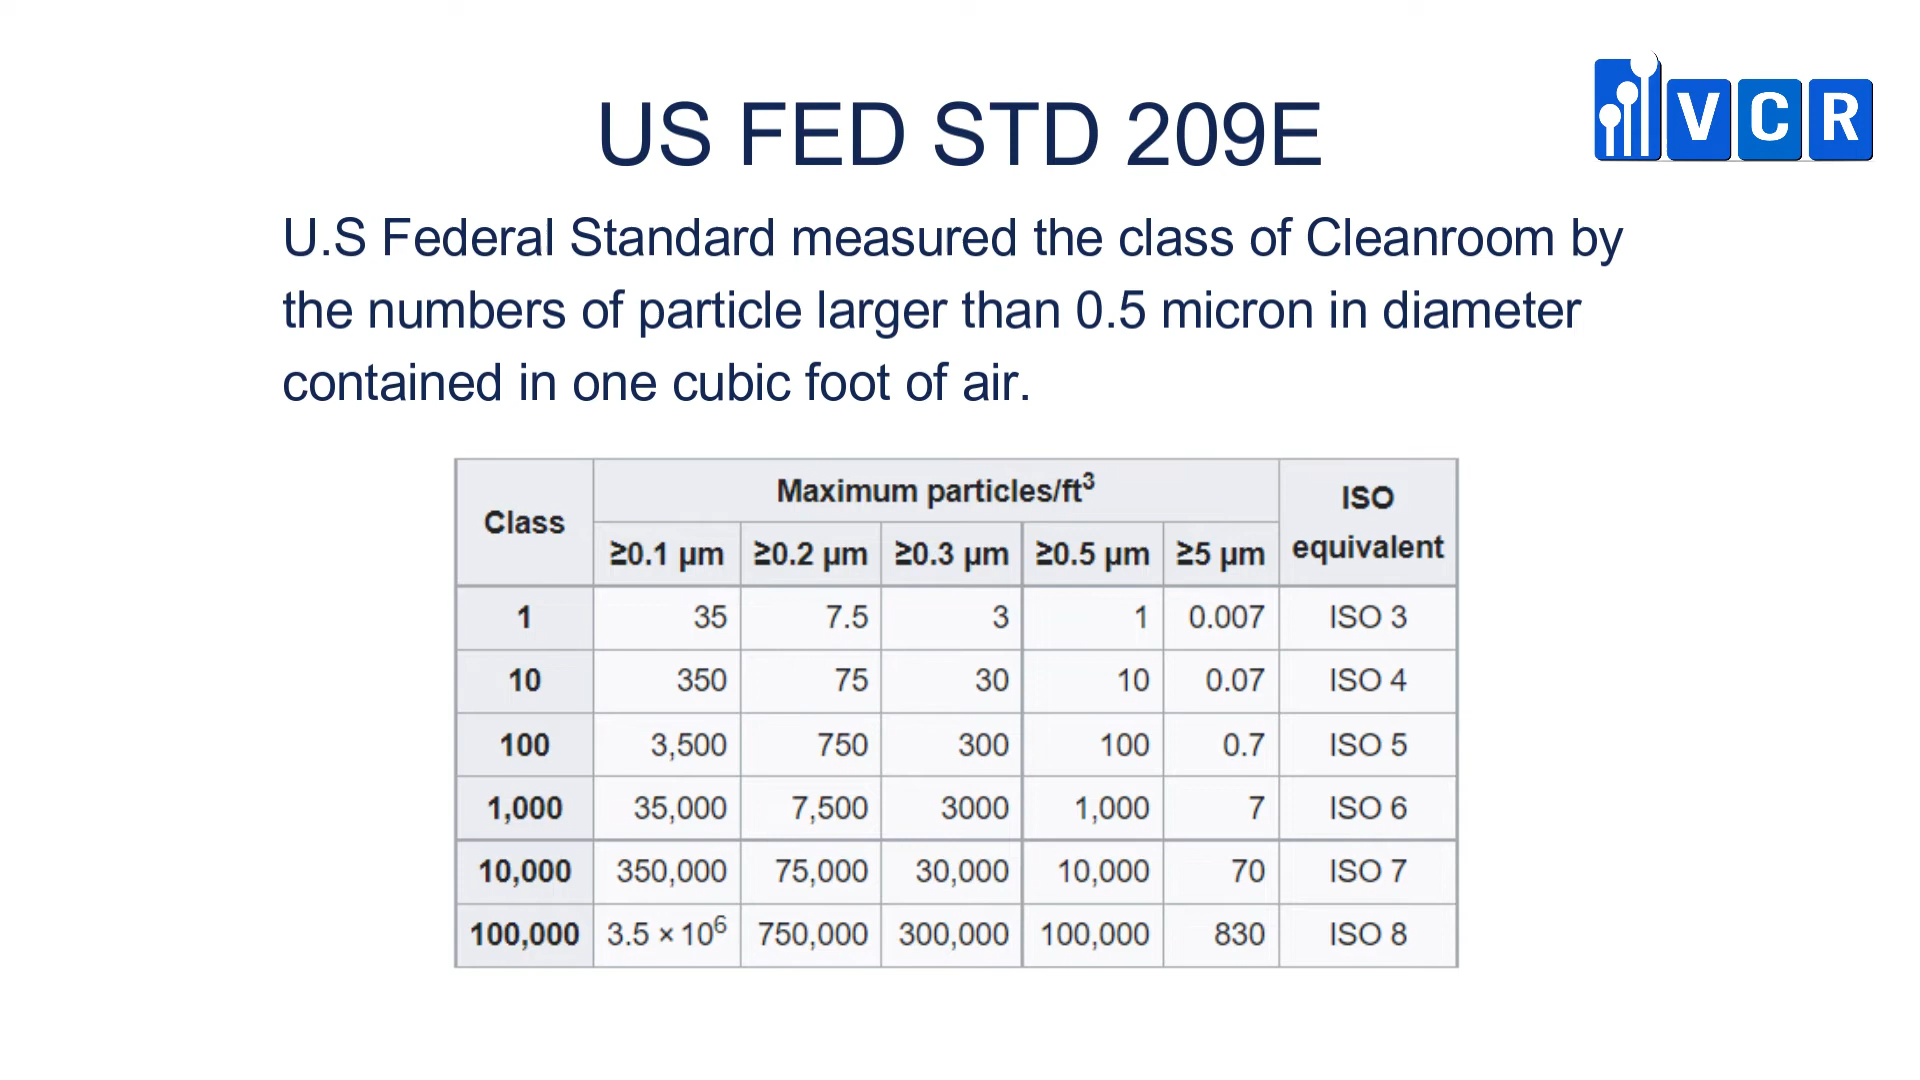 VCR
US FED STD 209E
U.S Federal Standard measured the class of Cleanroom by
the numbers of particle larger than 0.5 micron in diameter
contained in one cubic foot of air.
Class Maximum particles/ft³ ISO equivalent
≥0.1 µm ≥0.2 µm ≥0.3 µm ≥0.5 µm ≥5 µm
1 35 7.5 3 1 0.007 ISO 3
10 350 75 30 10 0.07 ISO 4
100 3,500 750 300 100 0.7 ISO 5
1,000 35,000 7,500 3000 1,000 7 ISO 6
10,000 350,000 75,000 30,000 10,000 70 ISO 7
100,000 3.5 × 10⁶ 750,000 300,000 100,000 830 ISO 8